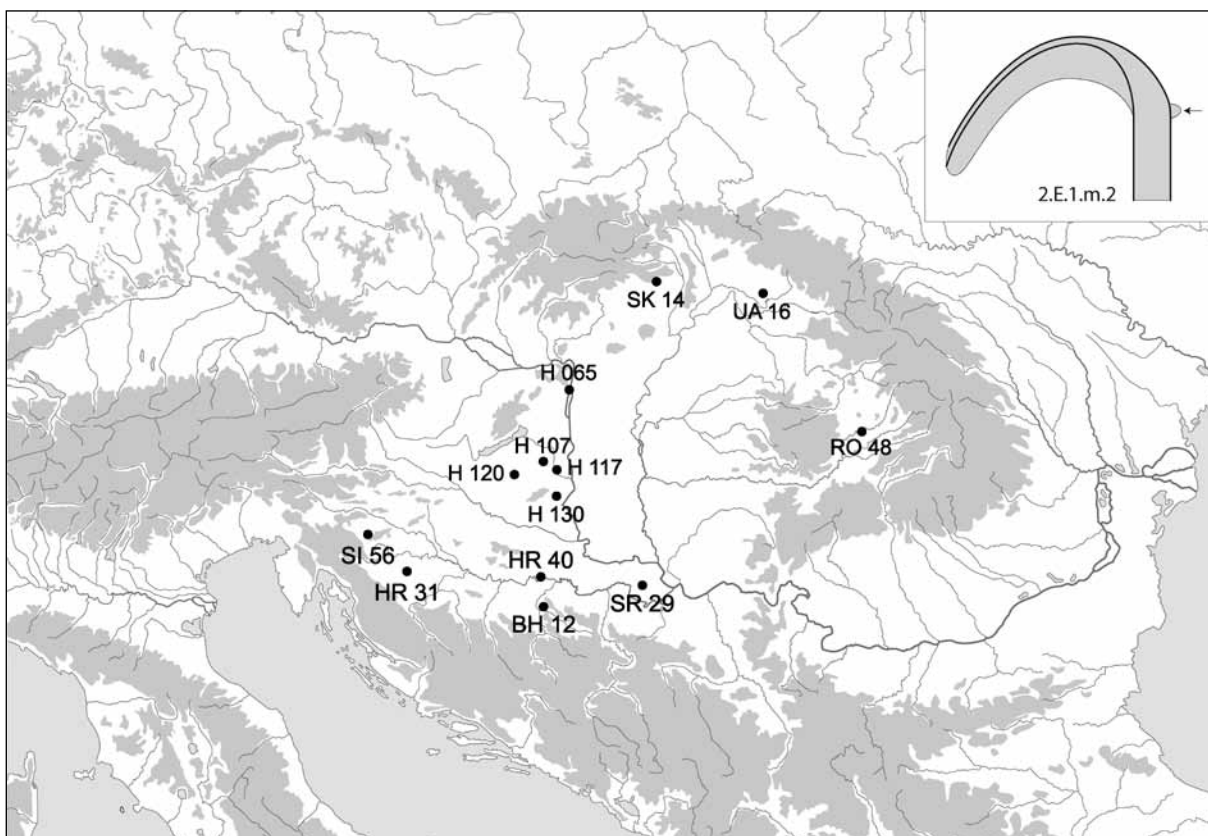 2.E.1.m.2
SK 14
UA 16
H 065
H 107
RO 48
H 120
H 117
H 130
SI 56
HR 40
HR 31
SR 29
BH 12